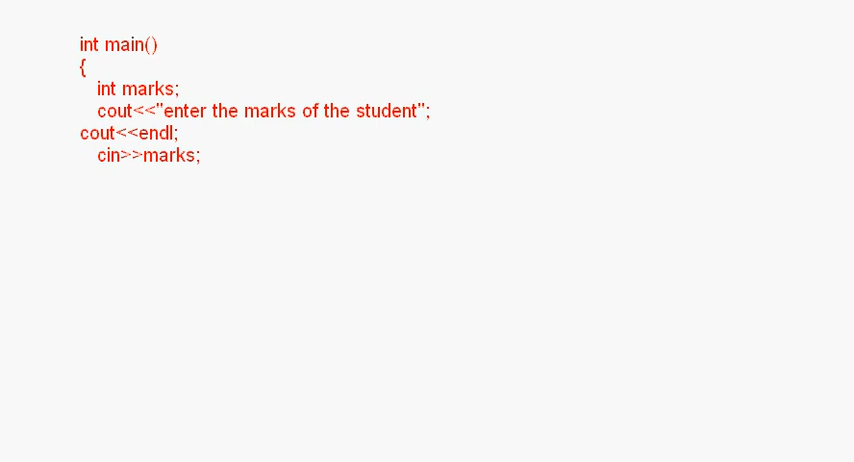 int main()
{
int marks;
cout<<"enter the marks of the student";
cout<<endl;
cin>>marks;